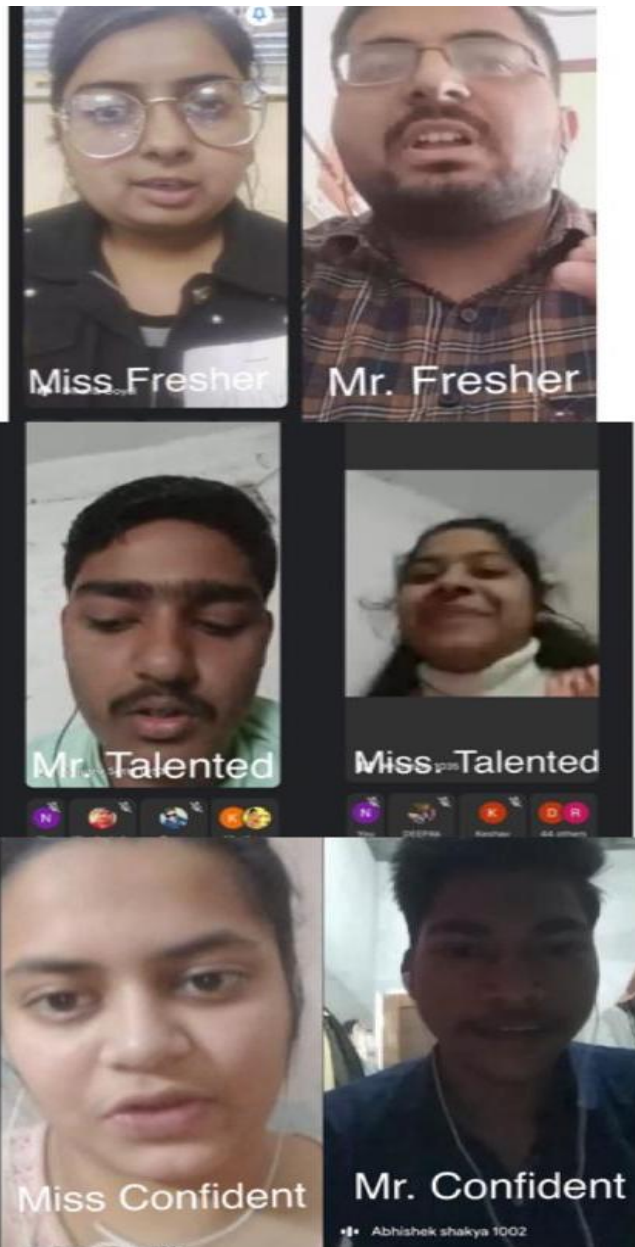 Miss Fresher
Mr. Fresher
Mr. Talented
Miss. Talented
N
K
N
K
D R
You
DEEPAK
Keshav
44 others
Miss Confident
Mr. Confident
Abhishek shakya 1002